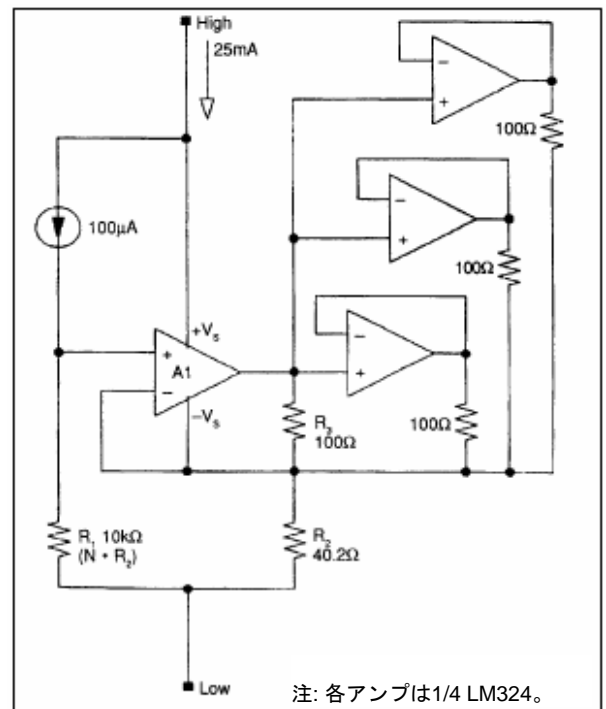 High
25mA
−
+
100Ω
100µA
−
+
100Ω
+Vs
+
A1
−
−Vs
−
+
100Ω
R3
100Ω
R1 10kΩ
(N • R2)
R2
40.2Ω
Low
注: 各アンプは1/4 LM324。